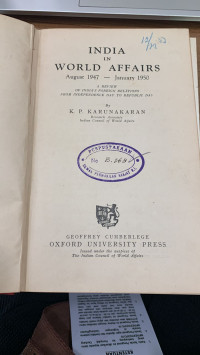 INDIA
IN
WORLD AFFAIRS
August 1947 — January 1950
A REVIEW
OF INDIA'S FOREIGN RELATIONS
FROM INDEPENDENCE DAY TO REPUBLIC DAY
By
K. P. KARUNAKARAN
Research Assistant
Indian Council of World Affairs
PERPUSTAKAAN
No
GEOFFREY CUMBERLEGE
OXFORD UNIVERSITY PRESS
Issued under the auspices of
The Indian Council of World Affairs